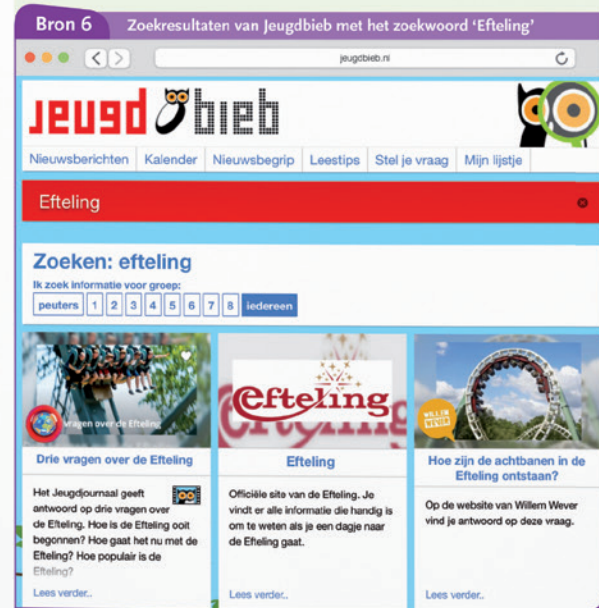 Bron 6 Zoekresultaten van Jeugdbieb met het zoekwoord ‘Efteling’
jeugdbieb.nl
Jeugdbieb
Nieuwsberichten Kalender Nieuwsbegrip Leestips Stel je vraag Mijn lijstje
Efteling
Zoeken: efteling
Ik zoek informatie voor groep:
peuters 1 2 3 4 5 6 7 8 iedereen
vragen over de Efteling
Drie vragen over de Efteling
Het Jeugdjournaal geeft
antwoord op drie vragen over
de Efteling. Hoe is de Efteling ooit
begonnen? Hoe gaat het nu met de
Efteling? Hoe populair is de
Efteling?
Lees verder..
Efteling
Efteling
Officiële site van de Efteling. Je
vindt er alle informatie die handig is
om te weten als je een dagje naar
de Efteling gaat.
Lees verder..
WILLEM
WEVER
Hoe zijn de achtbanen in de
Efteling ontstaan?
Op de website van Willem Wever
vind je antwoord op deze vraag.
Lees verder..